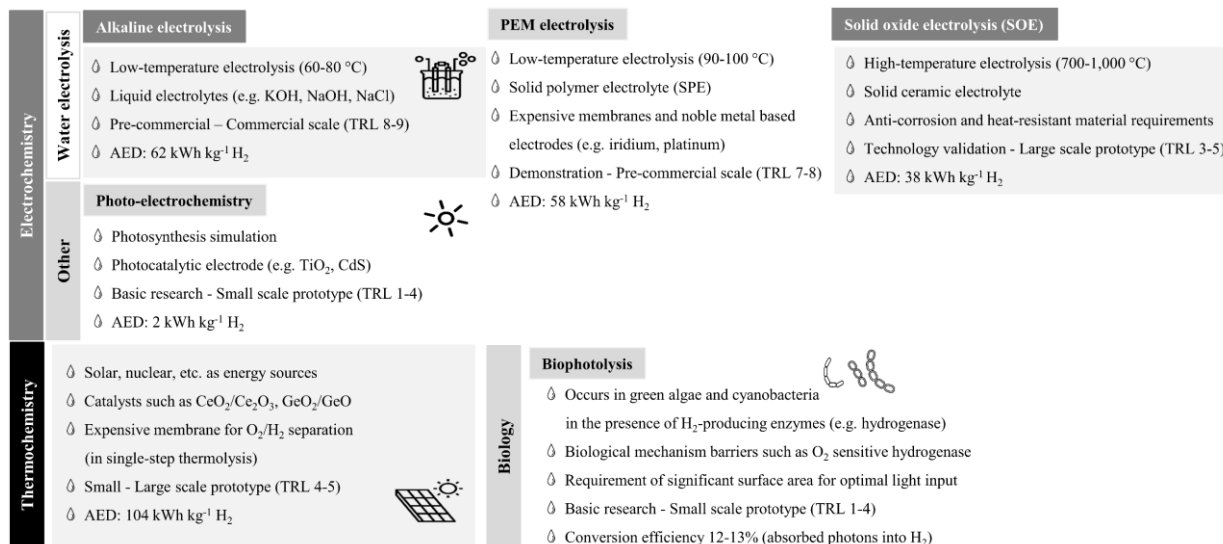 Electrochemistry
Water electrolysis
Alkaline electrolysis
Low-temperature electrolysis (60-80 °C)
Liquid electrolytes (e.g. KOH, NaOH, NaCl)
Pre-commercial – Commercial scale (TRL 8-9)
AED: 62 kWh kg⁻¹ H₂
PEM electrolysis
Low-temperature electrolysis (90-100 °C)
Solid polymer electrolyte (SPE)
Expensive membranes and noble metal based
electrodes (e.g. iridium, platinum)
Demonstration - Pre-commercial scale (TRL 7-8)
AED: 58 kWh kg⁻¹ H₂
Solid oxide electrolysis (SOE)
High-temperature electrolysis (700-1,000 °C)
Solid ceramic electrolyte
Anti-corrosion and heat-resistant material requirements
Technology validation - Large scale prototype (TRL 3-5)
AED: 38 kWh kg⁻¹ H₂
Other
Photo-electrochemistry
Photosynthesis simulation
Photocatalytic electrode (e.g. TiO₂, CdS)
Basic research - Small scale prototype (TRL 1-4)
AED: 2 kWh kg⁻¹ H₂
Thermochemistry
Solar, nuclear, etc. as energy sources
Catalysts such as CeO₂/Ce₂O₃, GeO₂/GeO
Expensive membrane for O₂/H₂ separation
(in single-step thermolysis)
Small - Large scale prototype (TRL 4-5)
AED: 104 kWh kg⁻¹ H₂
Biology
Biophotolysis
Occurs in green algae and cyanobacteria
in the presence of H₂-producing enzymes (e.g. hydrogenase)
Biological mechanism barriers such as O₂ sensitive hydrogenase
Requirement of significant surface area for optimal light input
Basic research - Small scale prototype (TRL 1-4)
Conversion efficiency 12-13% (absorbed photons into H₂)